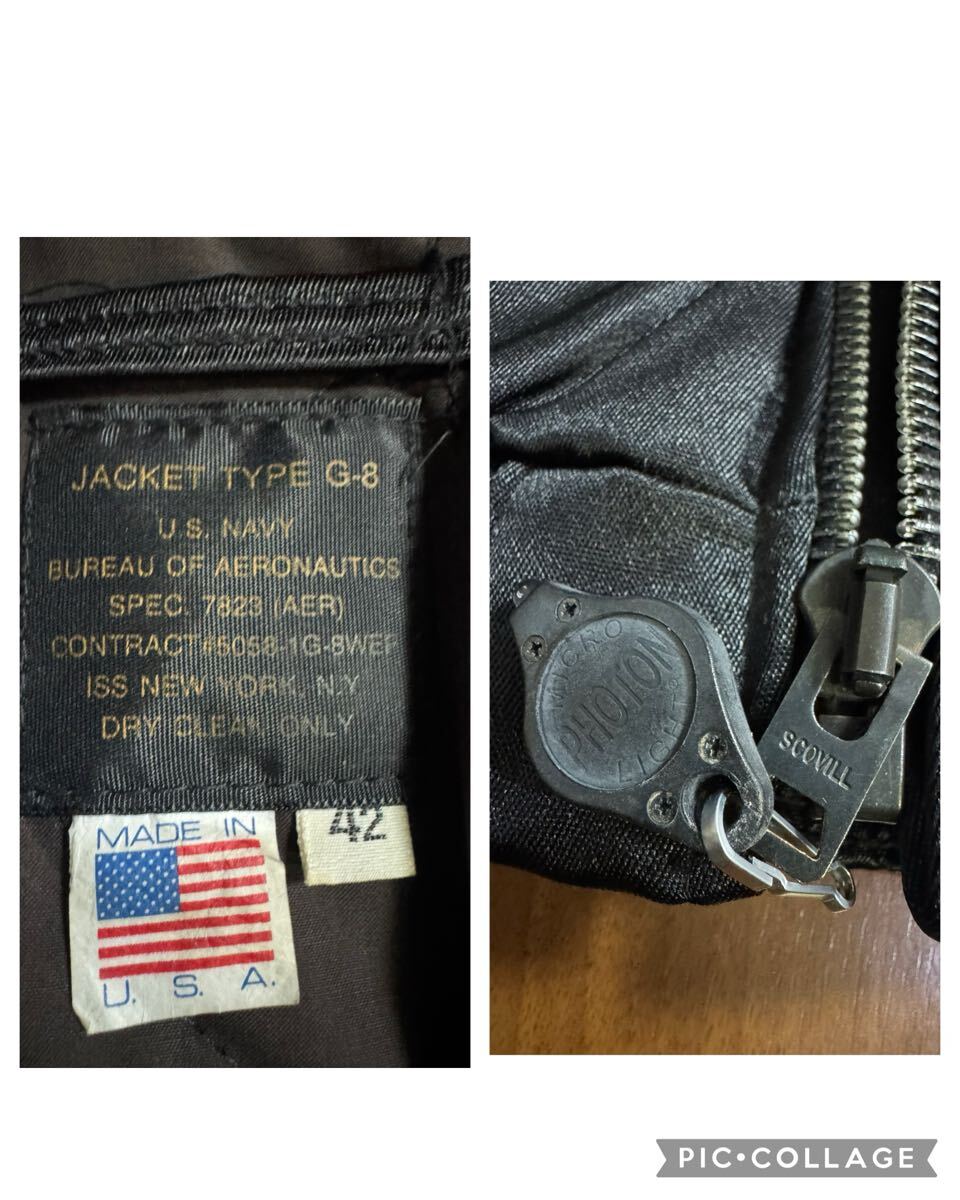 JACKET TYPE G-8
U.S. NAVY
BUREAU OF AERONAUTICS
SPEC. 7823 (AER)
CONTRACT #5058-1G-8WEP
ISS NEW YORK, N.Y
DRY CLEAN ONLY
MADE IN
U. S. A.
42
MICRO
PHOTON
LIGHT
SCOVILL
PIC•COLLAGE